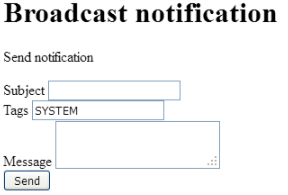 Broadcast notification
Send notification
Subject
Tags SYSTEM
Message
Send